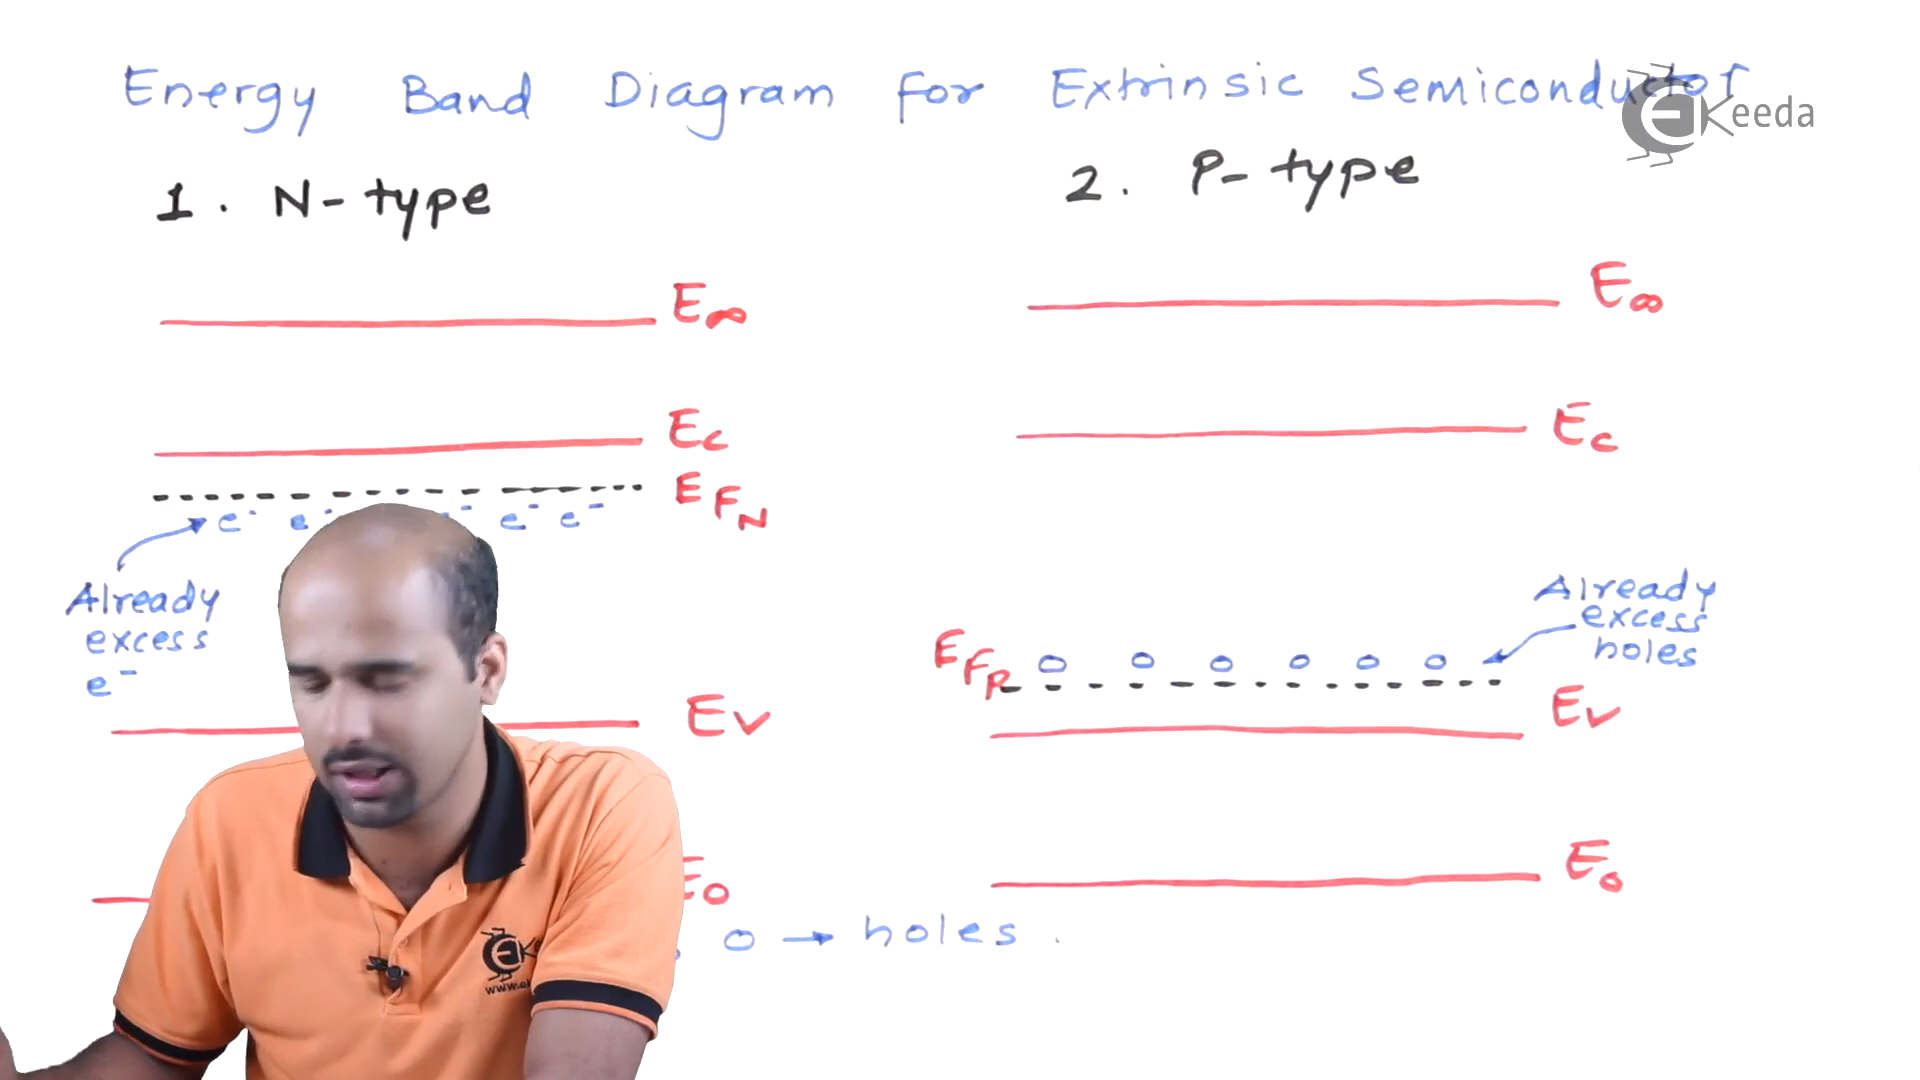 Energy Band Diagram For Extrinsic Semiconductor
EKeeda
1. N-type
2. P-type
E∞
E∞
Ec
Ec
EFN
e⁻ e⁻ e⁻ e⁻
Already
excess
e⁻
Already
excess
holes
EFP
Ev
Ev
Eo
Eo
o → holes.